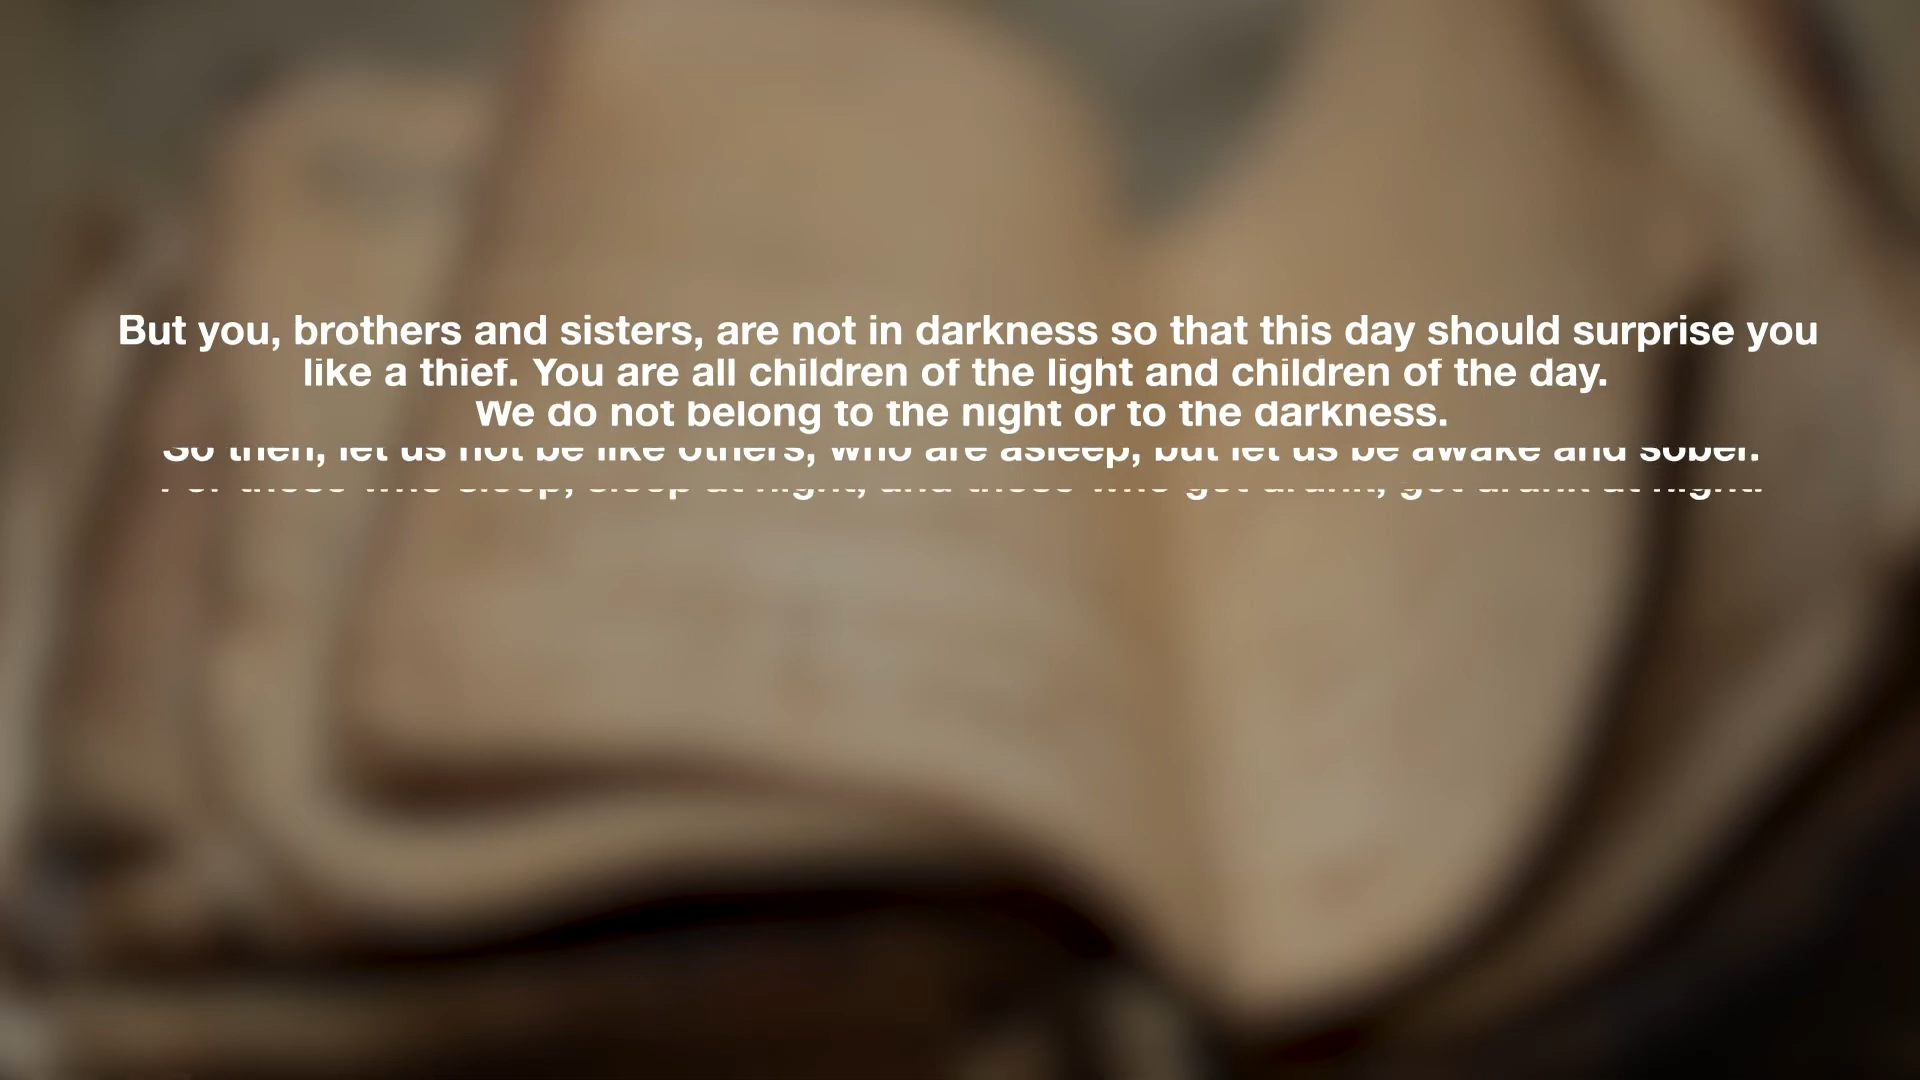 But you, brothers and sisters, are not in darkness so that this day should surprise you
like a thief. You are all children of the light and children of the day.
We do not belong to the night or to the darkness.
So then, let us not be like others, who are asleep, but let us be awake and sober.
For those who sleep, sleep at night, and those who get drunk, get drunk at night.